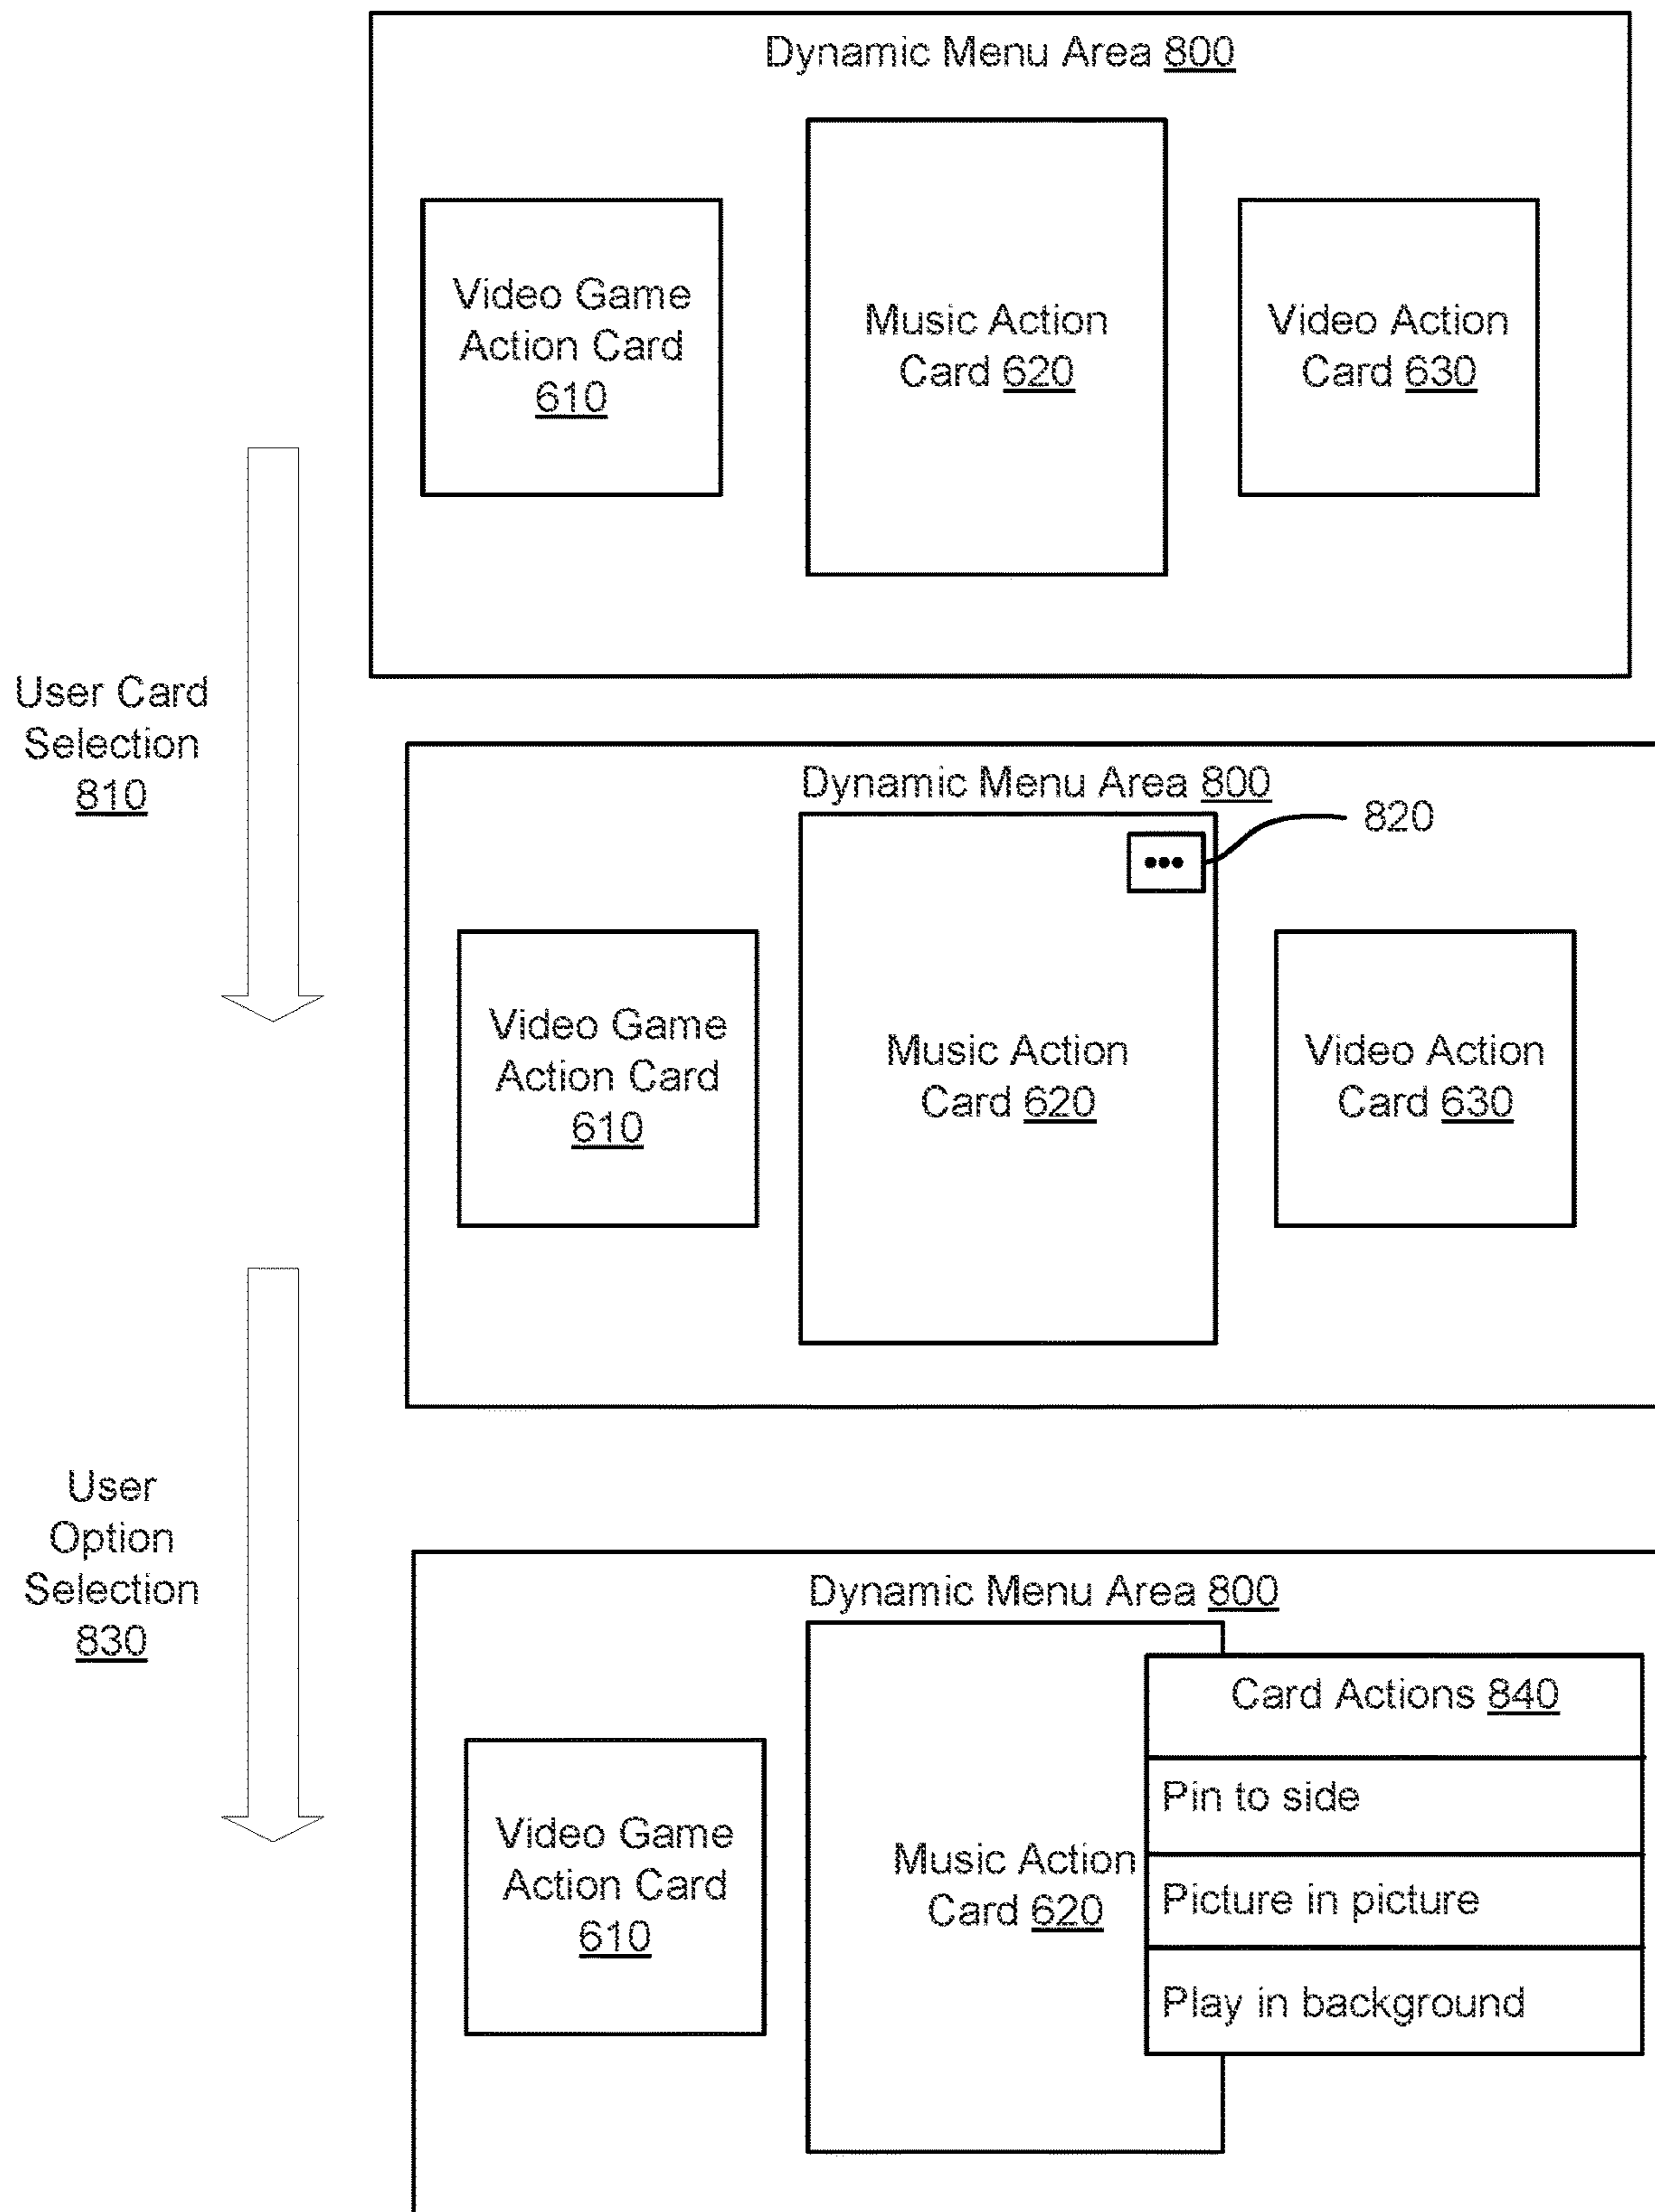 Dynamic Menu Area 800
Video Game
Action Card
610
Music Action
Card 620
Video Action
Card 630
User Card
Selection
810
Dynamic Menu Area 800
820
Video Game
Action Card
610
Music Action
Card 620
Video Action
Card 630
User
Option
Selection
830
Dynamic Menu Area 800
Video Game
Action Card
610
Music Action
Card 620
Card Actions 840
Pin to side
Picture in picture
Play in background